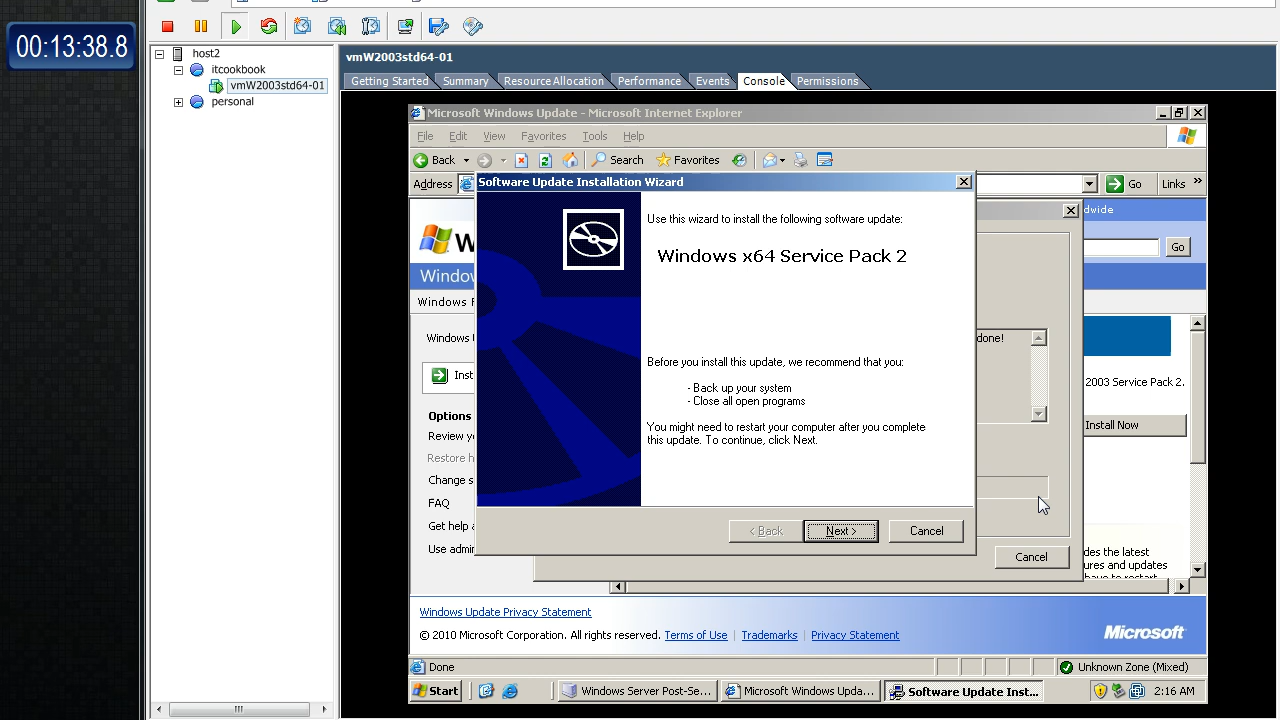 00:13:38.8
host2
itcookbook
vmW2003std64-01
personal
vmW2003std64-01
Getting Started
Summary
Resource Allocation
Performance
Events
Console
Permissions
Microsoft Windows Update - Microsoft Internet Explorer
File Edit View Favorites Tools Help
Back
Search
Favorites
Address
Go
Links »
Software Update Installation Wizard
Use this wizard to install the following software update:
Windows x64 Service Pack 2
Before you install this update, we recommend that you:
- Back up your system
- Close all open programs
You might need to restart your computer after you complete
this update. To continue, click Next.
< Back
Next >
Cancel
Cancel
dwide
Go
W
Window
Windows
Windows
done!
Inst
2003 Service Pack 2.
Install Now
Options
Review y
Restore h
Change s
FAQ
Get help
Use admin
des the latest
ures and updates
have to restart
Windows Update Privacy Statement
© 2010 Microsoft Corporation. All rights reserved. Terms of Use | Trademarks | Privacy Statement
Microsoft
Done
Unknown Zone (Mixed)
Start
Windows Server Post-Se...
Microsoft Windows Upda...
Software Update Inst...
2:16 AM